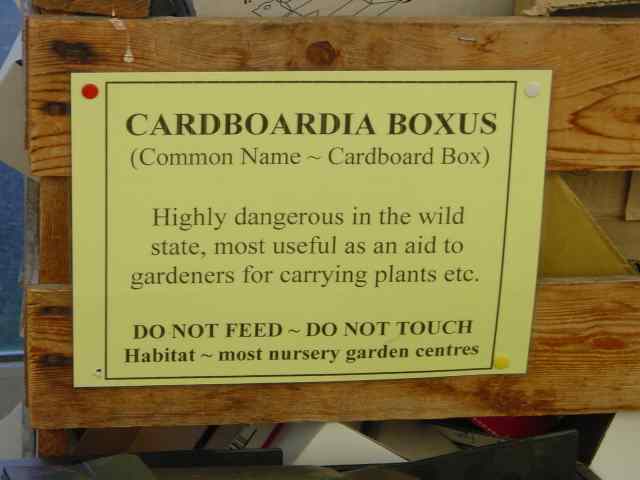 CARDBOARDIA BOXUS
(Common Name ~ Cardboard Box)
Highly dangerous in the wild
state, most useful as an aid to
gardeners for carrying plants etc.
DO NOT FEED ~ DO NOT TOUCH
Habitat ~ most nursery garden centres